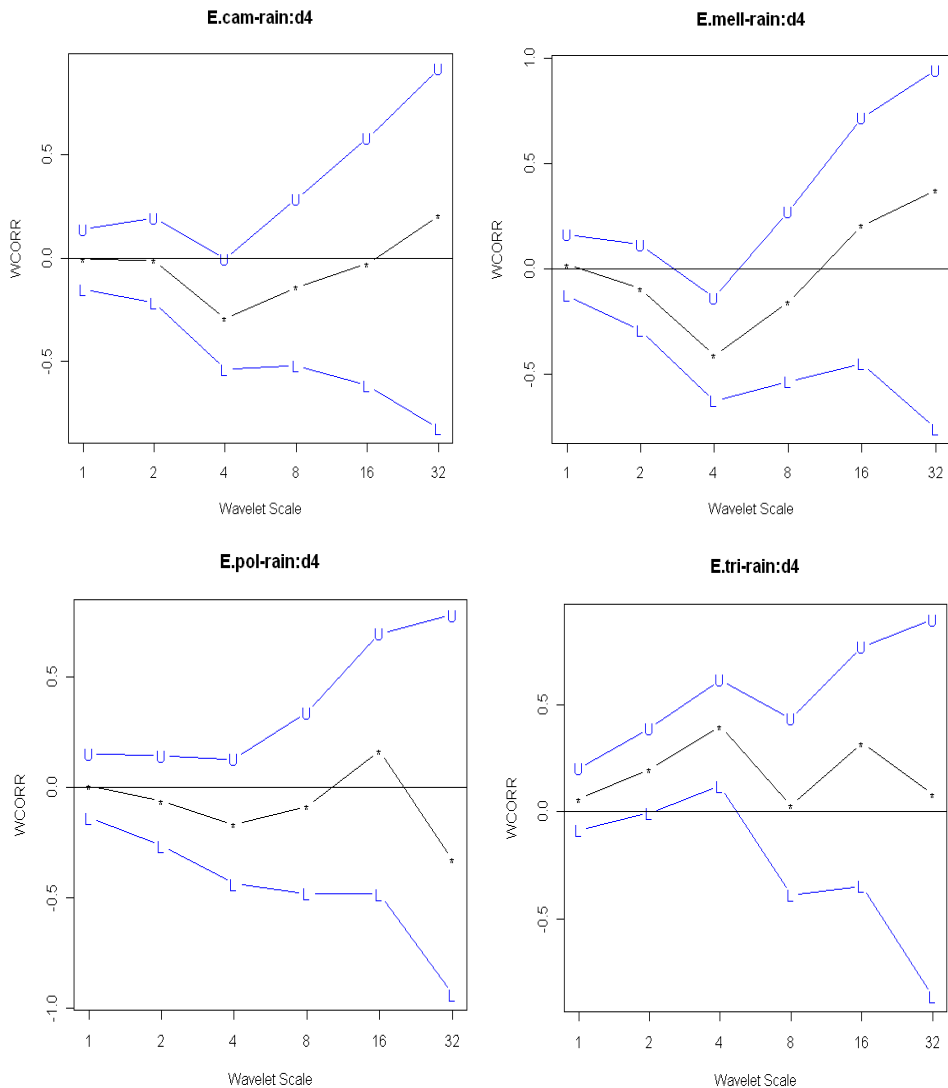 E.cam-rain:d4
WCORR
0.5
0.0
-0.5
U U U U U U
* * * * * *
L L L L L L
1 2 4 8 16 32
Wavelet Scale
E.mell-rain:d4
WCORR
1.0
0.5
0.0
-0.5
U U U U U U
* * * * * *
L L L L L L
1 2 4 8 16 32
Wavelet Scale
E.pol-rain:d4
WCORR
0.5
0.0
-0.5
-1.0
U U U U U U
* * * * * *
L L L L L L
1 2 4 8 16 32
Wavelet Scale
E.tri-rain:d4
WCORR
0.5
0.0
-0.5
U U U U U U
* * * * * *
L L L L L L
1 2 4 8 16 32
Wavelet Scale